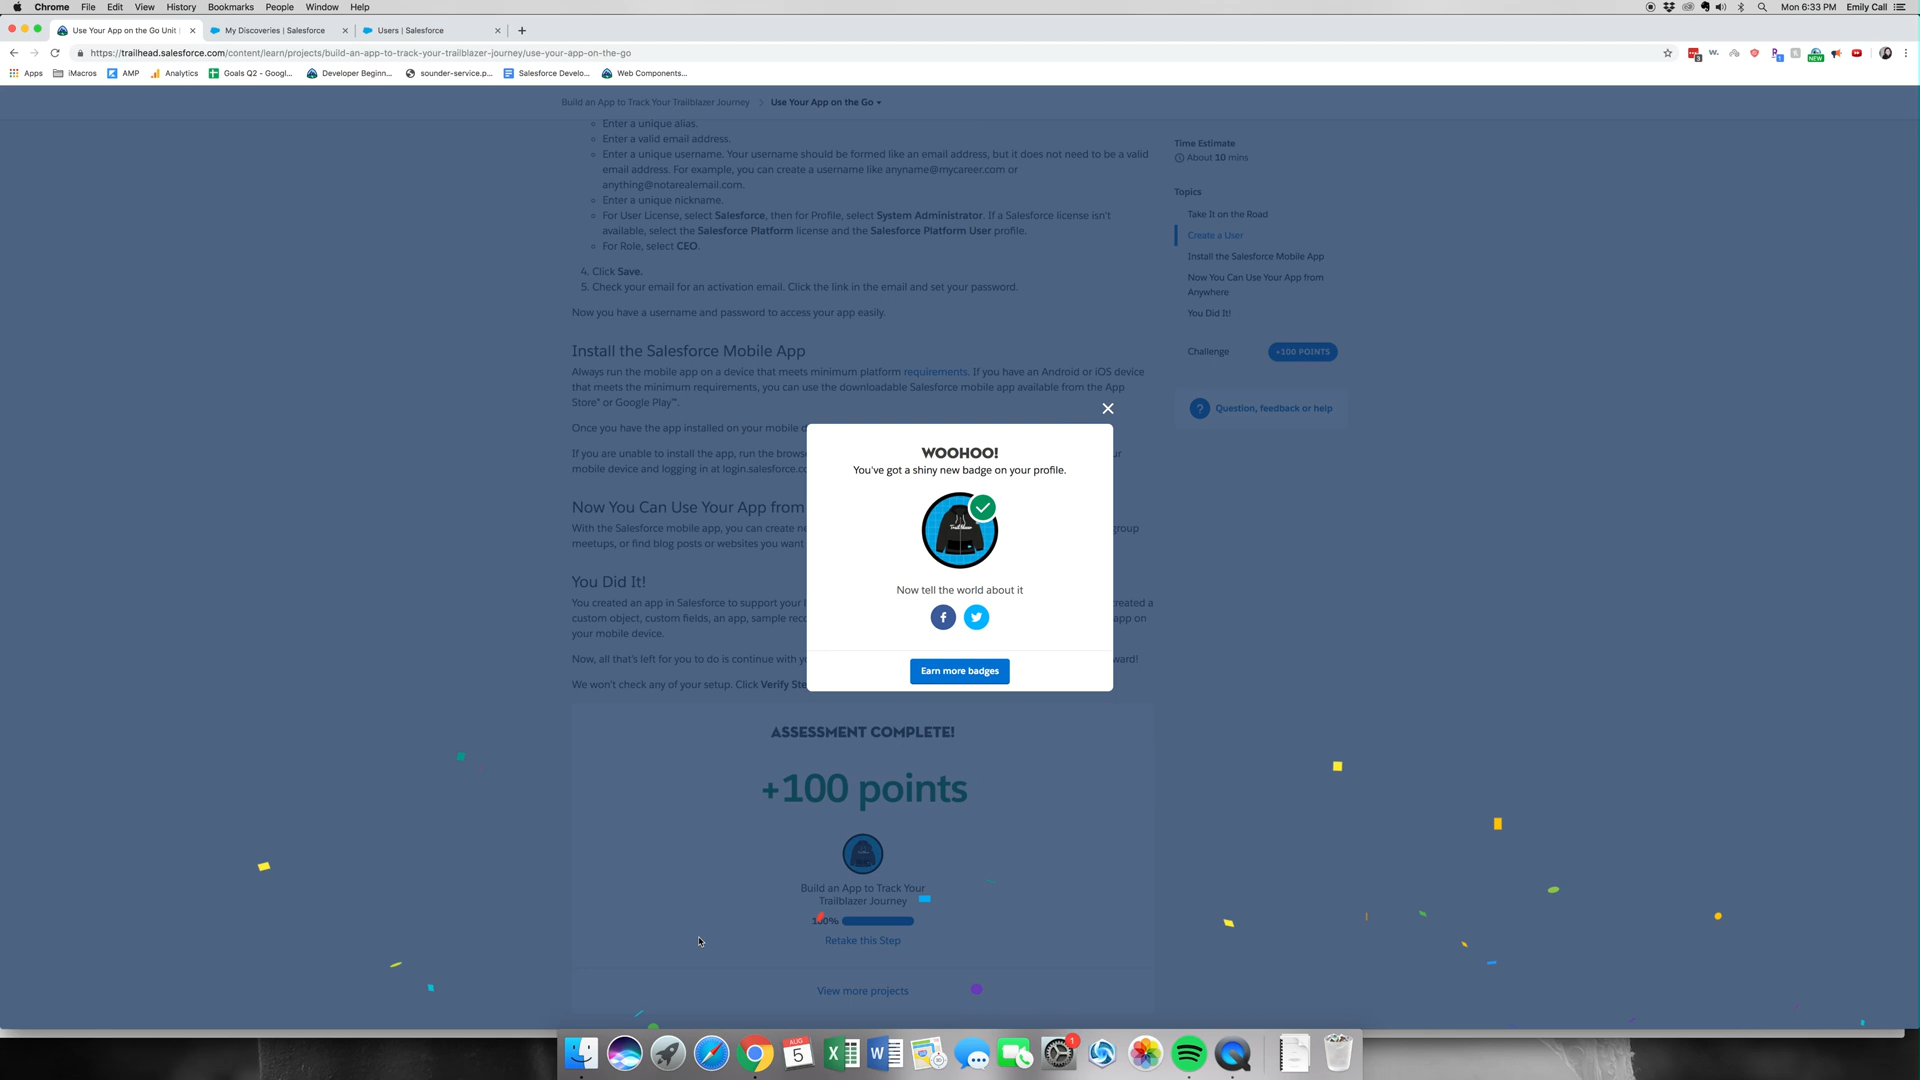 Chrome File Edit View History Bookmarks People Window Help Mon 6:33 PM Emily Call
Use Your App on the Go Unit My Discoveries | Salesforce Users | Salesforce
https://trailhead.salesforce.com/content/learn/projects/build-an-app-to-track-your-trailblazer-journey/use-your-app-on-the-go
Apps iMacros AMP Analytics Goals Q2 - Googl... Developer Beginn... sounder-service.p... Salesforce Develo... Web Components...
Build an App to Track Your Trailblazer Journey > Use Your App on the Go
Enter a unique alias.
Enter a valid email address.
Enter a unique username. Your username should be formed like an email address, but it does not need to be a valid
email address. For example, you can create a username like anyname@mycareer.com or
anything@notarealemail.com.
Enter a unique nickname.
For User License, select Salesforce, then for Profile, select System Administrator. If a Salesforce license isn't
available, select the Salesforce Platform license and the Salesforce Platform User profile.
For Role, select CEO.
4. Click Save.
5. Check your email for an activation email. Click the link in the email and set your password.
Now you have a username and password to access your app easily.
Install the Salesforce Mobile App
Always run the mobile app on a device that meets minimum platform requirements. If you have an Android or iOS device
that meets the minimum requirements, you can use the downloadable Salesforce mobile app available from the App
Store® or Google Play™.
Once you have the app installed on your mobile d
If you are unable to install the app, run the brows ur
mobile device and logging in at login.salesforce.co
Now You Can Use Your App from
With the Salesforce mobile app, you can create ne group
meetups, or find blog posts or websites you want
You Did It!
You created an app in Salesforce to support your l created a
custom object, custom fields, an app, sample reco app on
your mobile device.
Now, all that's left for you to do is continue with yo ward!
We won't check any of your setup. Click Verify Ste
Time Estimate
About 10 mins
Topics
Take It on the Road
Create a User
Install the Salesforce Mobile App
Now You Can Use Your App from
Anywhere
You Did It!
Challenge +100 POINTS
? Question, feedback or help
WOOHOO!
You've got a shiny new badge on your profile.
Now tell the world about it
Earn more badges
ASSESSMENT COMPLETE!
+100 points
Build an App to Track Your
Trailblazer Journey
100%
Retake this Step
View more projects
AUG
5
1